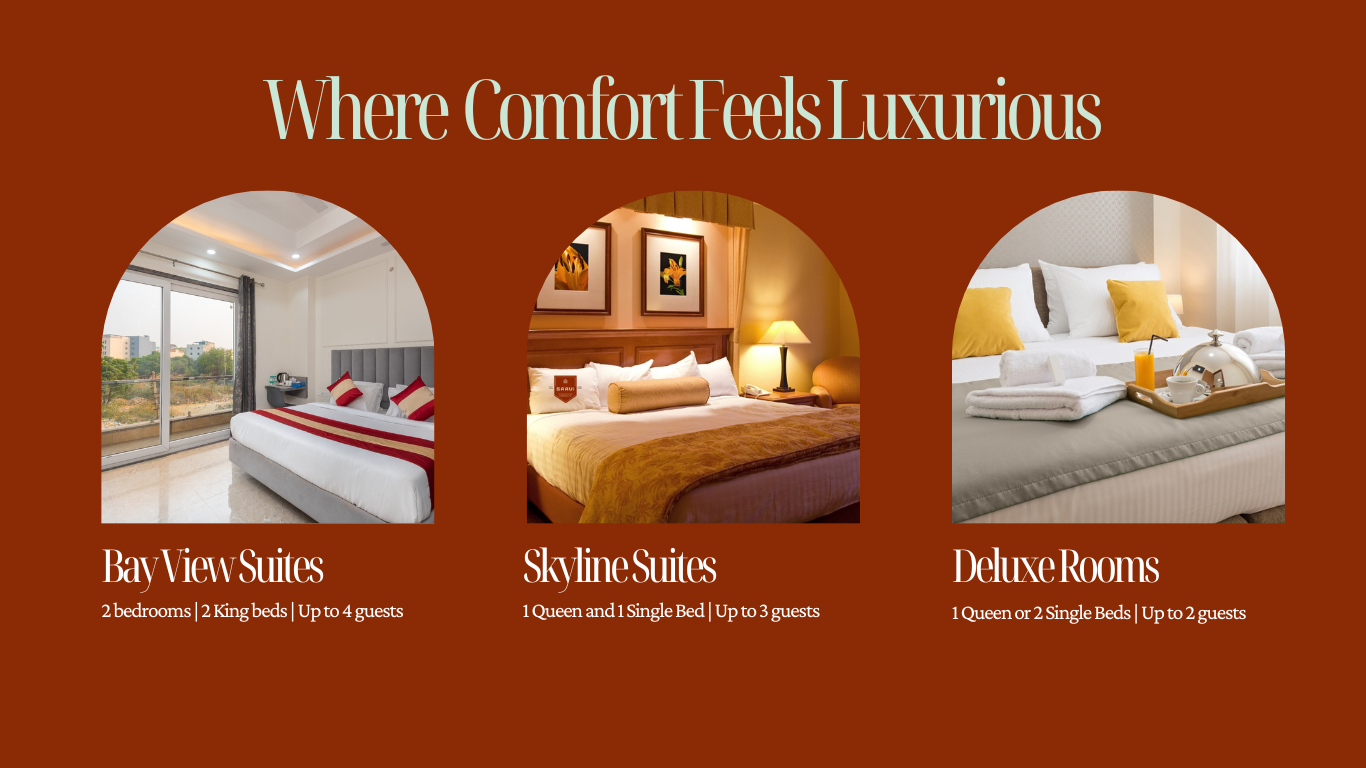 Where Comfort Feels Luxurious
SARVI
Bay View Suites
2 bedrooms | 2 King beds | Up to 4 guests
Skyline Suites
1 Queen and 1 Single Bed | Up to 3 guests
Deluxe Rooms
1 Queen or 2 Single Beds | Up to 2 guests